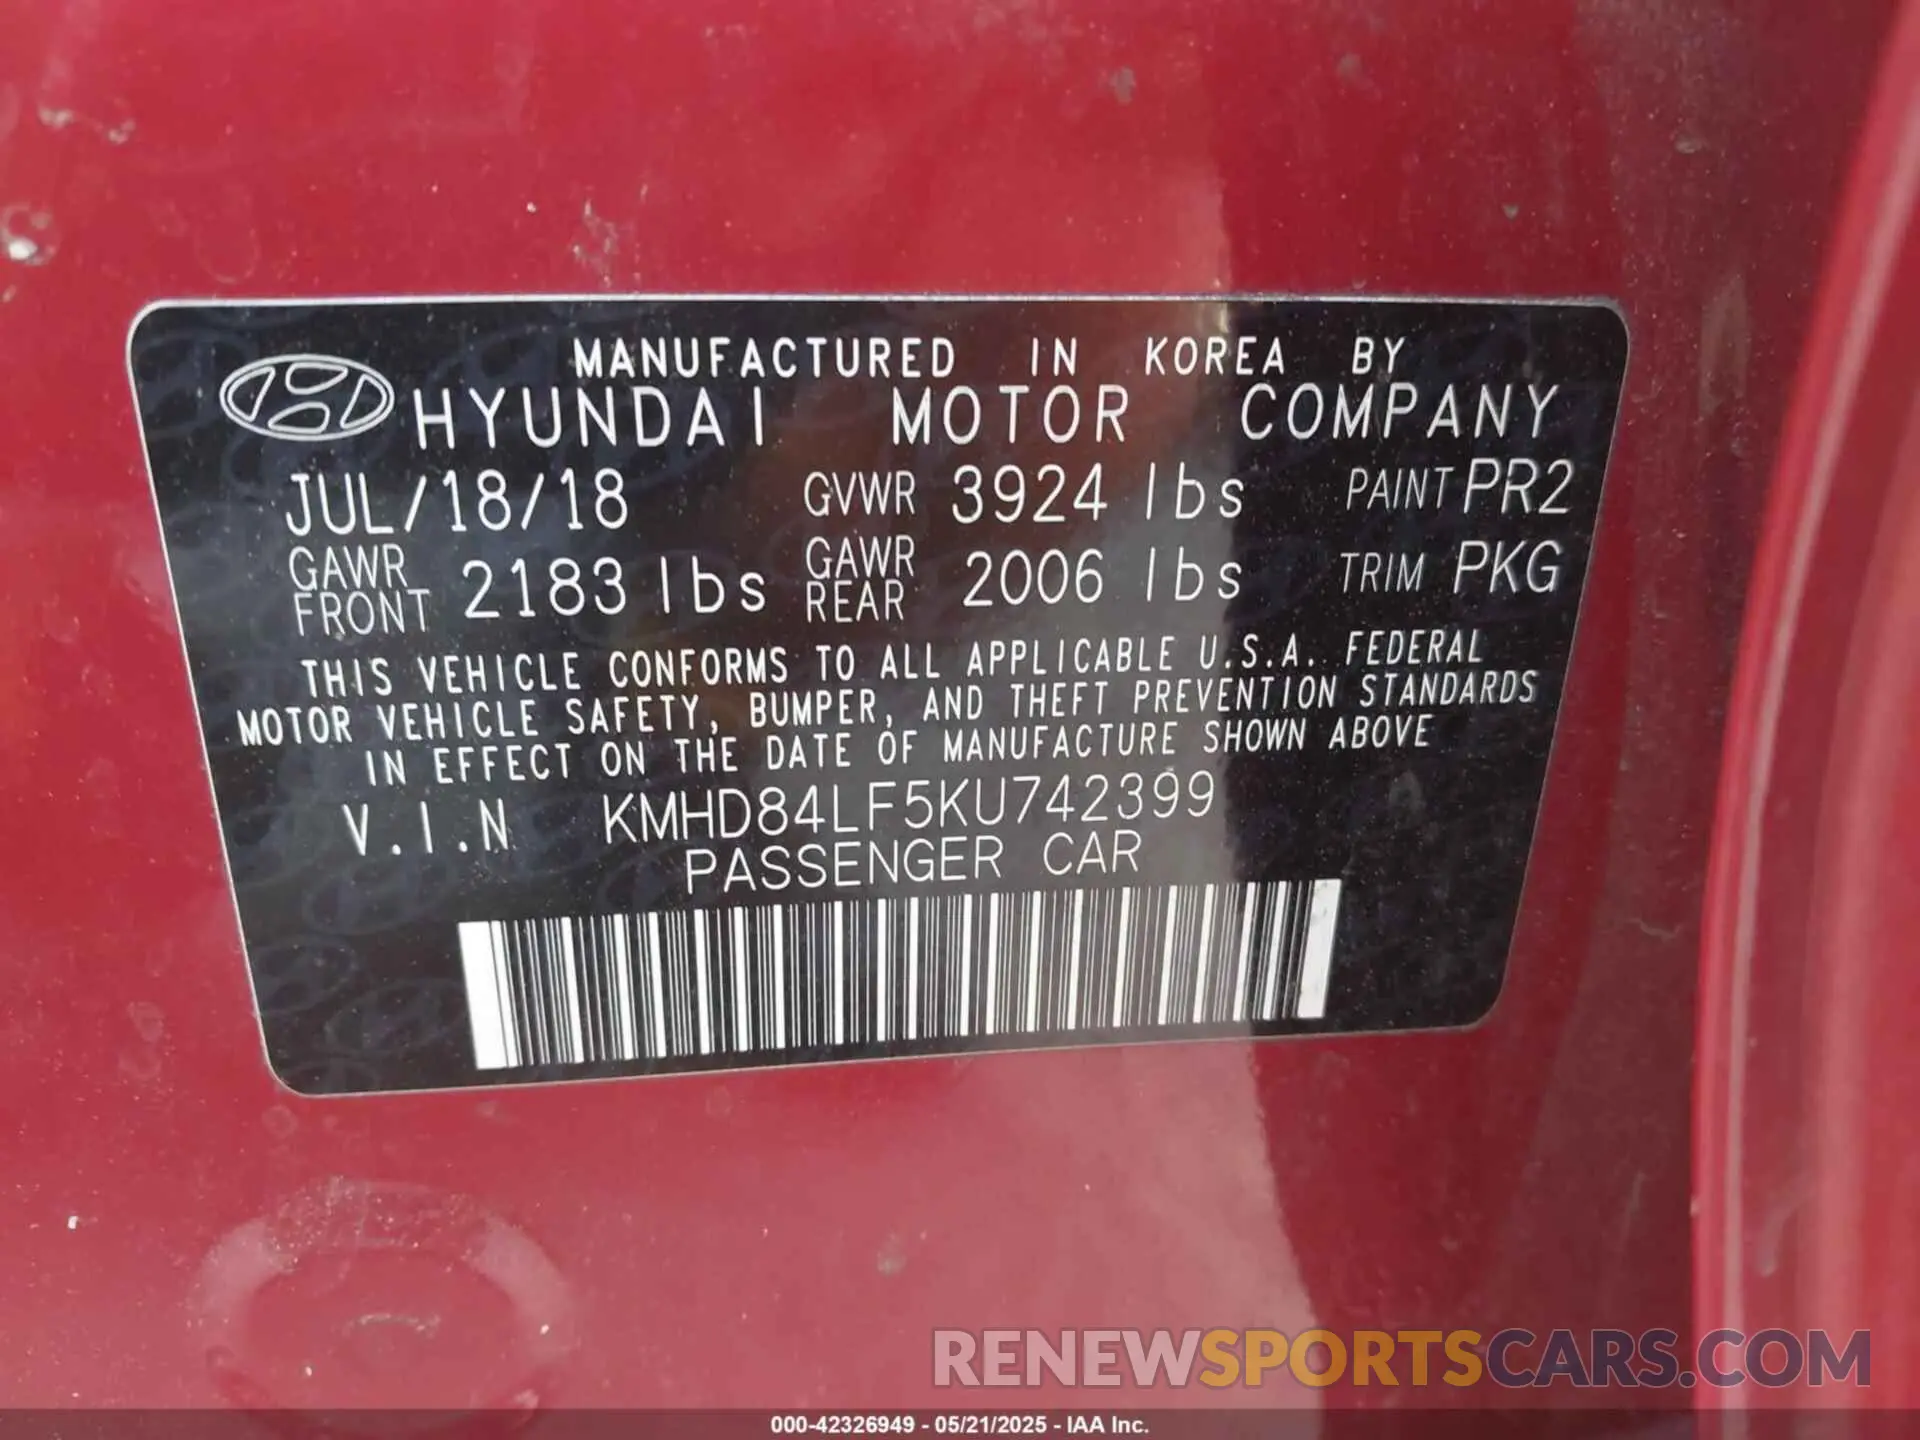 MANUFACTURED IN KOREA BY
HYUNDAI MOTOR COMPANY
JUL/18/18 GVWR 3924 lbs PAINT PR2
GAWR FRONT 2183 lbs GAWR REAR 2006 lbs TRIM PKG
THIS VEHICLE CONFORMS TO ALL APPLICABLE U.S.A. FEDERAL
MOTOR VEHICLE SAFETY, BUMPER, AND THEFT PREVENTION STANDARDS
IN EFFECT ON THE DATE OF MANUFACTURE SHOWN ABOVE
V.I.N KMHD84LF5KU742399
PASSENGER CAR
RENEWSPORTSCARS.COM
000-42326949 - 05/21/2025 - IAA Inc.